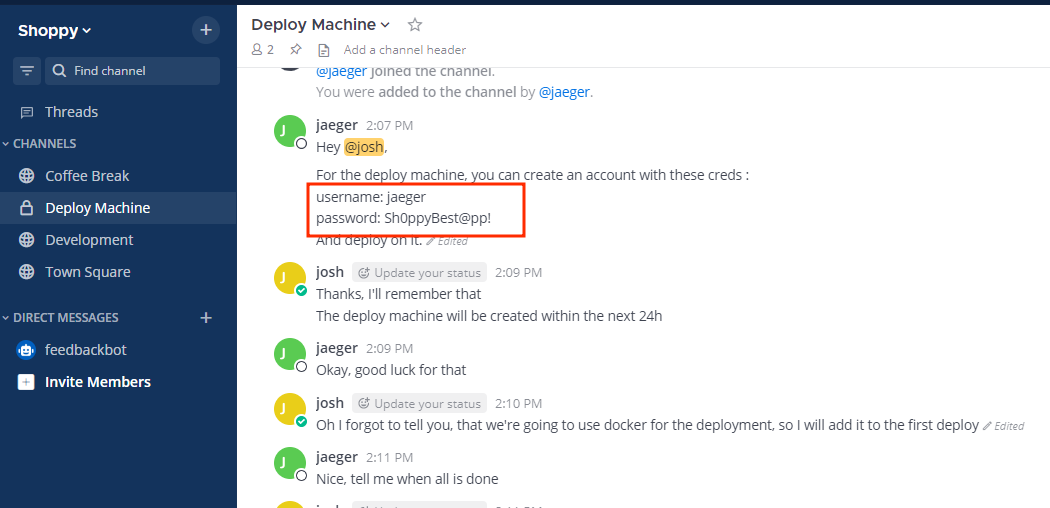 Shoppy
Find channel
Threads
CHANNELS
Coffee Break
Deploy Machine
Development
Town Square
DIRECT MESSAGES
feedbackbot
Invite Members
Deploy Machine
2
Add a channel header
@jaeger joined the channel.
You were added to the channel by @jaeger.
J
jaeger 2:07 PM
Hey @josh,
For the deploy machine, you can create an account with these creds :
username: jaeger
password: Sh0ppyBest@pp!
And deploy on it. Edited
J
josh Update your status 2:09 PM
Thanks, I'll remember that
The deploy machine will be created within the next 24h
J
jaeger 2:09 PM
Okay, good luck for that
J
josh Update your status 2:10 PM
Oh I forgot to tell you, that we're going to use docker for the deployment, so I will add it to the first deploy Edited
J
jaeger 2:11 PM
Nice, tell me when all is done